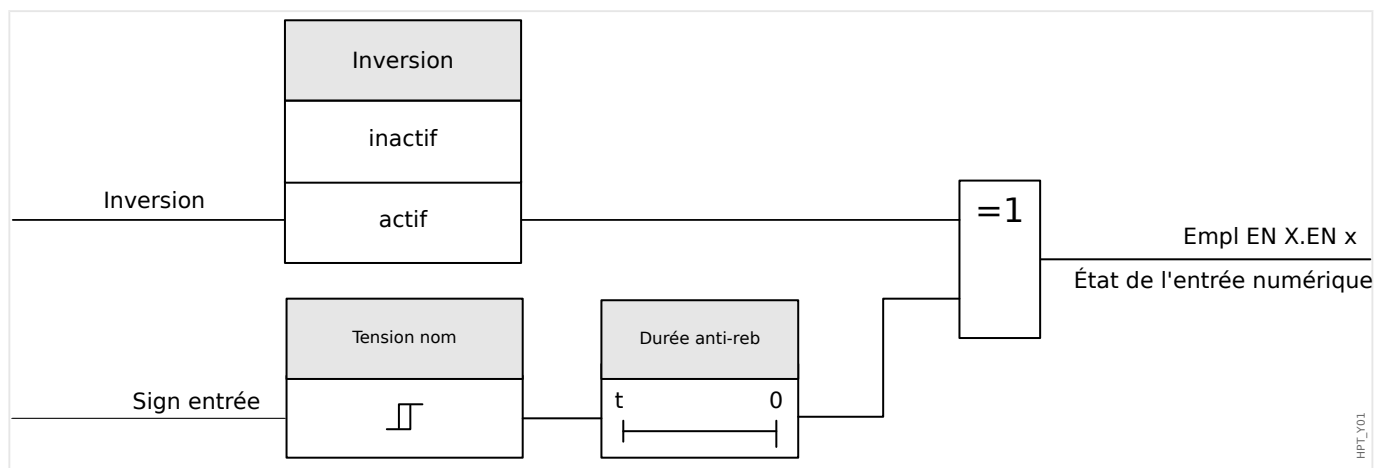 Inversion
inactif
Inversion
actif
=1
Empl EN X.EN x
État de l'entrée numérique
Tension nom
Durée anti-reb
Sign entrée
t 0
HPT_Y01